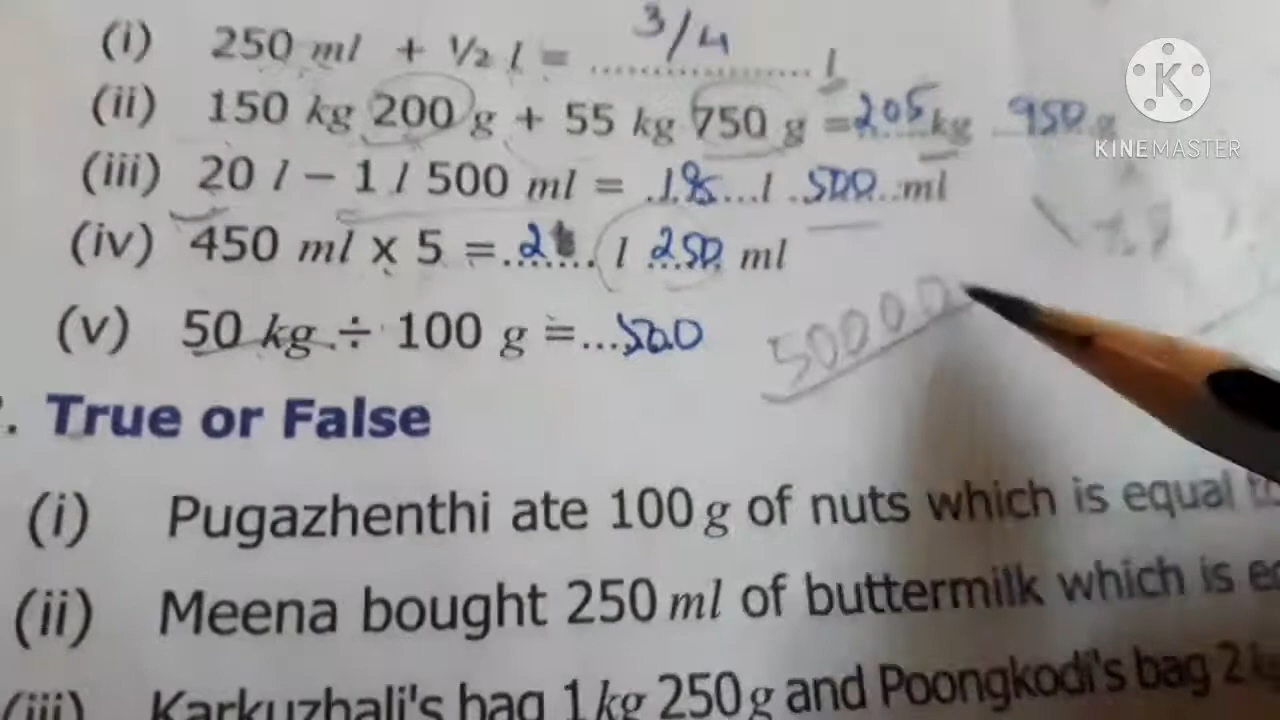 (i) 250 ml + ½ l = 3/4 l
(ii) 150 kg 200 g + 55 kg 750 g = 205 kg 950 g
KINEMASTER
(iii) 20 l – 1 l 500 ml = 18 l 500 ml
(iv) 450 ml x 5 = 2 l 250 ml
(v) 50 kg ÷ 100 g = 500
50000
True or False
(i) Pugazhenthi ate 100 g of nuts which is equal
(ii) Meena bought 250 ml of buttermilk which is
(iii) Karkuzhali's bag 1 kg 250 g and Poongkodi's bag 2